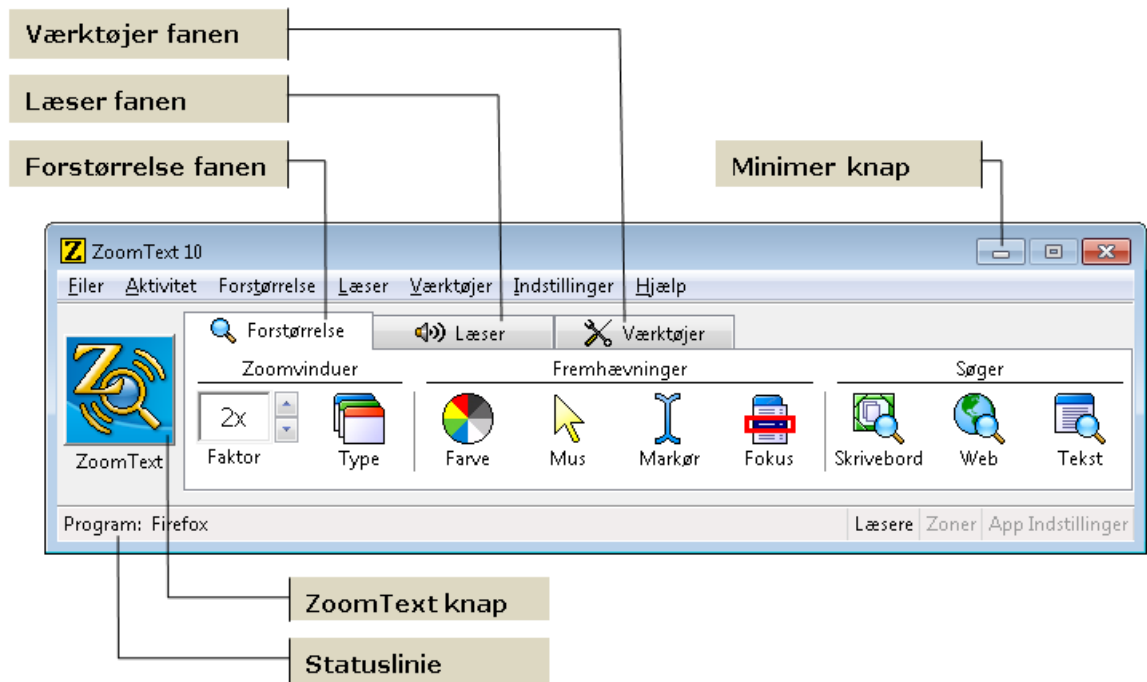 Værktøjer fanen
Læser fanen
Forstørrelse fanen
Minimer knap
Z ZoomText 10
Filer Aktivitet Forstørrelse Læser Værktøjer Indstillinger Hjælp
Forstørrelse Læser Værktøjer
Zoomvinduer Fremhævninger Søger
2x
ZoomText Faktor Type Farve Mus Markør Fokus Skrivebord Web Tekst
Program: Firefox Læsere Zoner App Indstillinger
ZoomText knap
Statuslinie